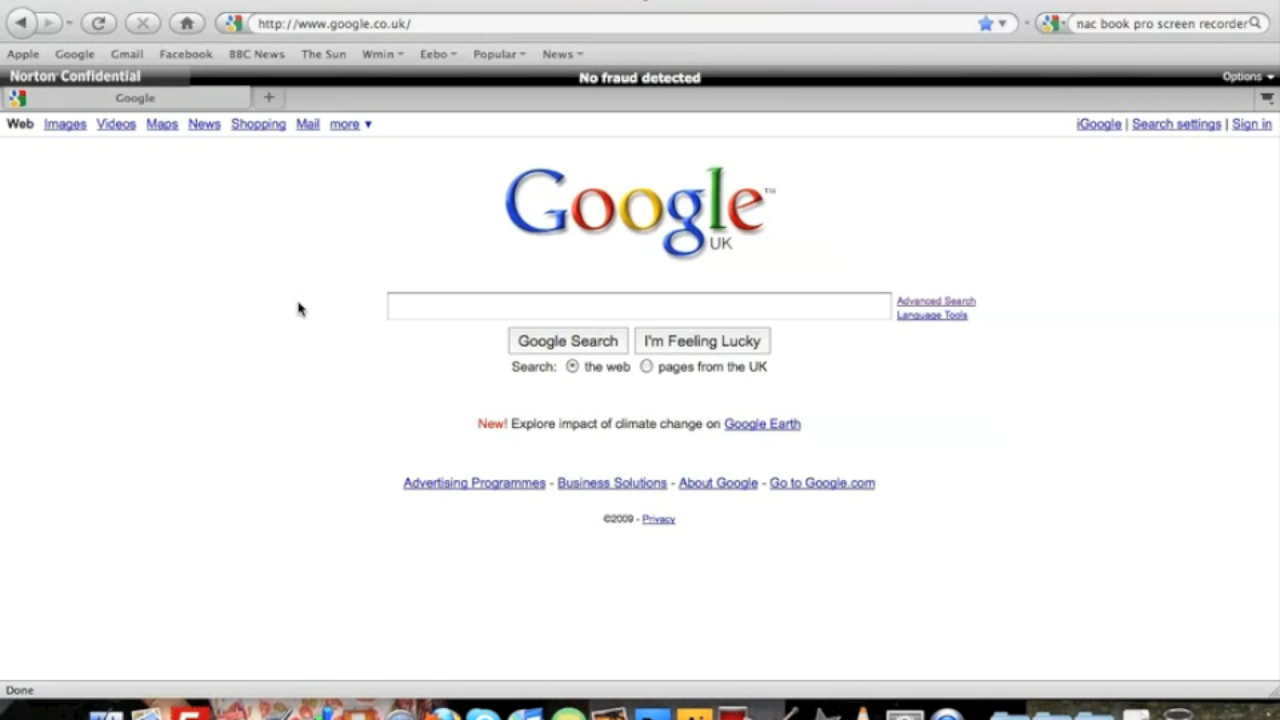 http://www.google.co.uk/ nac book pro screen recorder
Apple Google Gmail Facebook BBC News The Sun Wmin Eebo Popular News
Norton Confidential No fraud detected Options
Google +
Web Images Videos Maps News Shopping Mail more iGoogle | Search settings | Sign in
Google™
UK
Advanced Search
Language Tools
Google Search I'm Feeling Lucky
Search: the web pages from the UK
New! Explore impact of climate change on Google Earth
Advertising Programmes - Business Solutions - About Google - Go to Google.com
©2009 - Privacy
Done